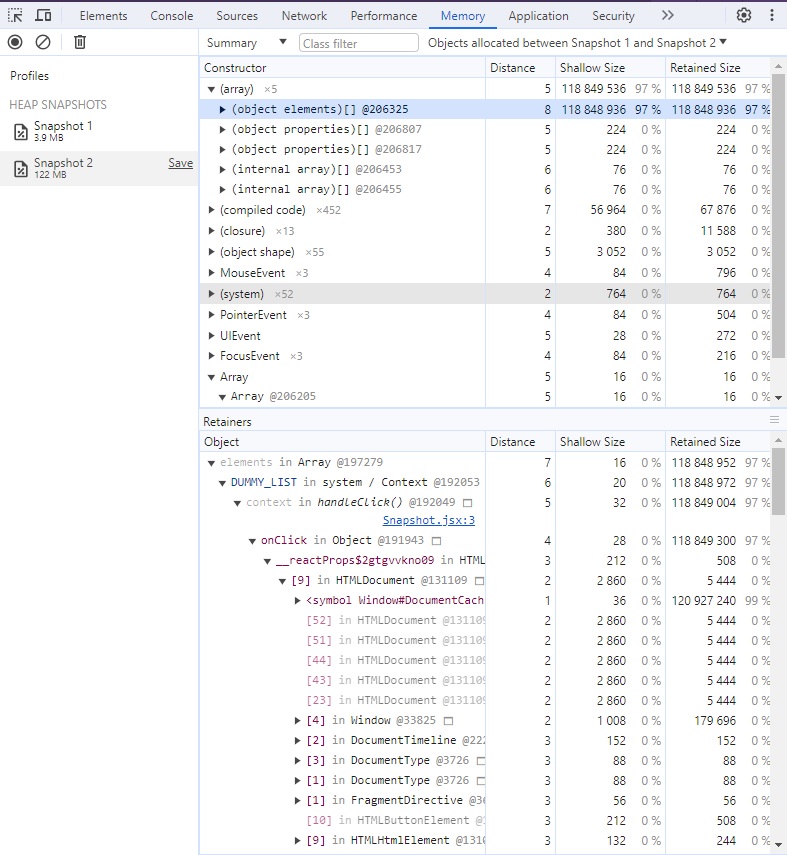 Elements Console Sources Network Performance Memory Application Security
Summary Class filter Objects allocated between Snapshot 1 and Snapshot 2
Profiles
HEAP SNAPSHOTS
Snapshot 1
3.9 MB
Snapshot 2 Save
122 MB
Constructor Distance Shallow Size Retained Size
(array) ×5 5 118 849 536 97 % 118 849 536 97 %
(object elements)[] @206325 8 118 848 936 97 % 118 848 936 97 %
(object properties)[] @206807 5 224 0 % 224 0 %
(object properties)[] @206817 5 224 0 % 224 0 %
(internal array)[] @206453 6 76 0 % 76 0 %
(internal array)[] @206455 6 76 0 % 76 0 %
(compiled code) ×452 7 56 964 0 % 67 876 0 %
(closure) ×13 2 380 0 % 11 588 0 %
(object shape) ×55 5 3 052 0 % 3 052 0 %
MouseEvent ×3 4 84 0 % 796 0 %
(system) ×52 2 764 0 % 764 0 %
PointerEvent ×3 4 84 0 % 504 0 %
UIEvent 5 28 0 % 272 0 %
FocusEvent ×3 4 84 0 % 216 0 %
Array 5 16 0 % 16 0 %
Array @206205 5 16 0 % 16 0 %
Retainers
Object Distance Shallow Size Retained Size
elements in Array @197279 7 16 0 % 118 848 952 97 %
DUMMY_LIST in system / Context @192053 6 20 0 % 118 848 972 97 %
context in handleClick() @192049 5 32 0 % 118 849 004 97 %
Snapshot.jsx:3
onClick in Object @191943 4 28 0 % 118 849 300 97 %
__reactProps$2gtgvvkno09 in HTML 3 212 0 % 508 0 %
[9] in HTMLDocument @131109 2 2 860 0 % 5 444 0 %
<symbol Window#DocumentCach 1 36 0 % 120 927 240 99 %
[52] in HTMLDocument @131109 2 2 860 0 % 5 444 0 %
[51] in HTMLDocument @131109 2 2 860 0 % 5 444 0 %
[44] in HTMLDocument @131109 2 2 860 0 % 5 444 0 %
[43] in HTMLDocument @131109 2 2 860 0 % 5 444 0 %
[23] in HTMLDocument @131109 2 2 860 0 % 5 444 0 %
[4] in Window @33825 2 1 008 0 % 179 696 0 %
[2] in DocumentTimeline @222 3 152 0 % 152 0 %
[3] in DocumentType @3726 3 88 0 % 88 0 %
[1] in DocumentType @3726 3 88 0 % 88 0 %
[1] in FragmentDirective @3 3 56 0 % 56 0 %
[10] in HTMLButtonElement @ 3 212 0 % 508 0 %
[9] in HTMLHtmlElement @1310 3 132 0 % 244 0 %